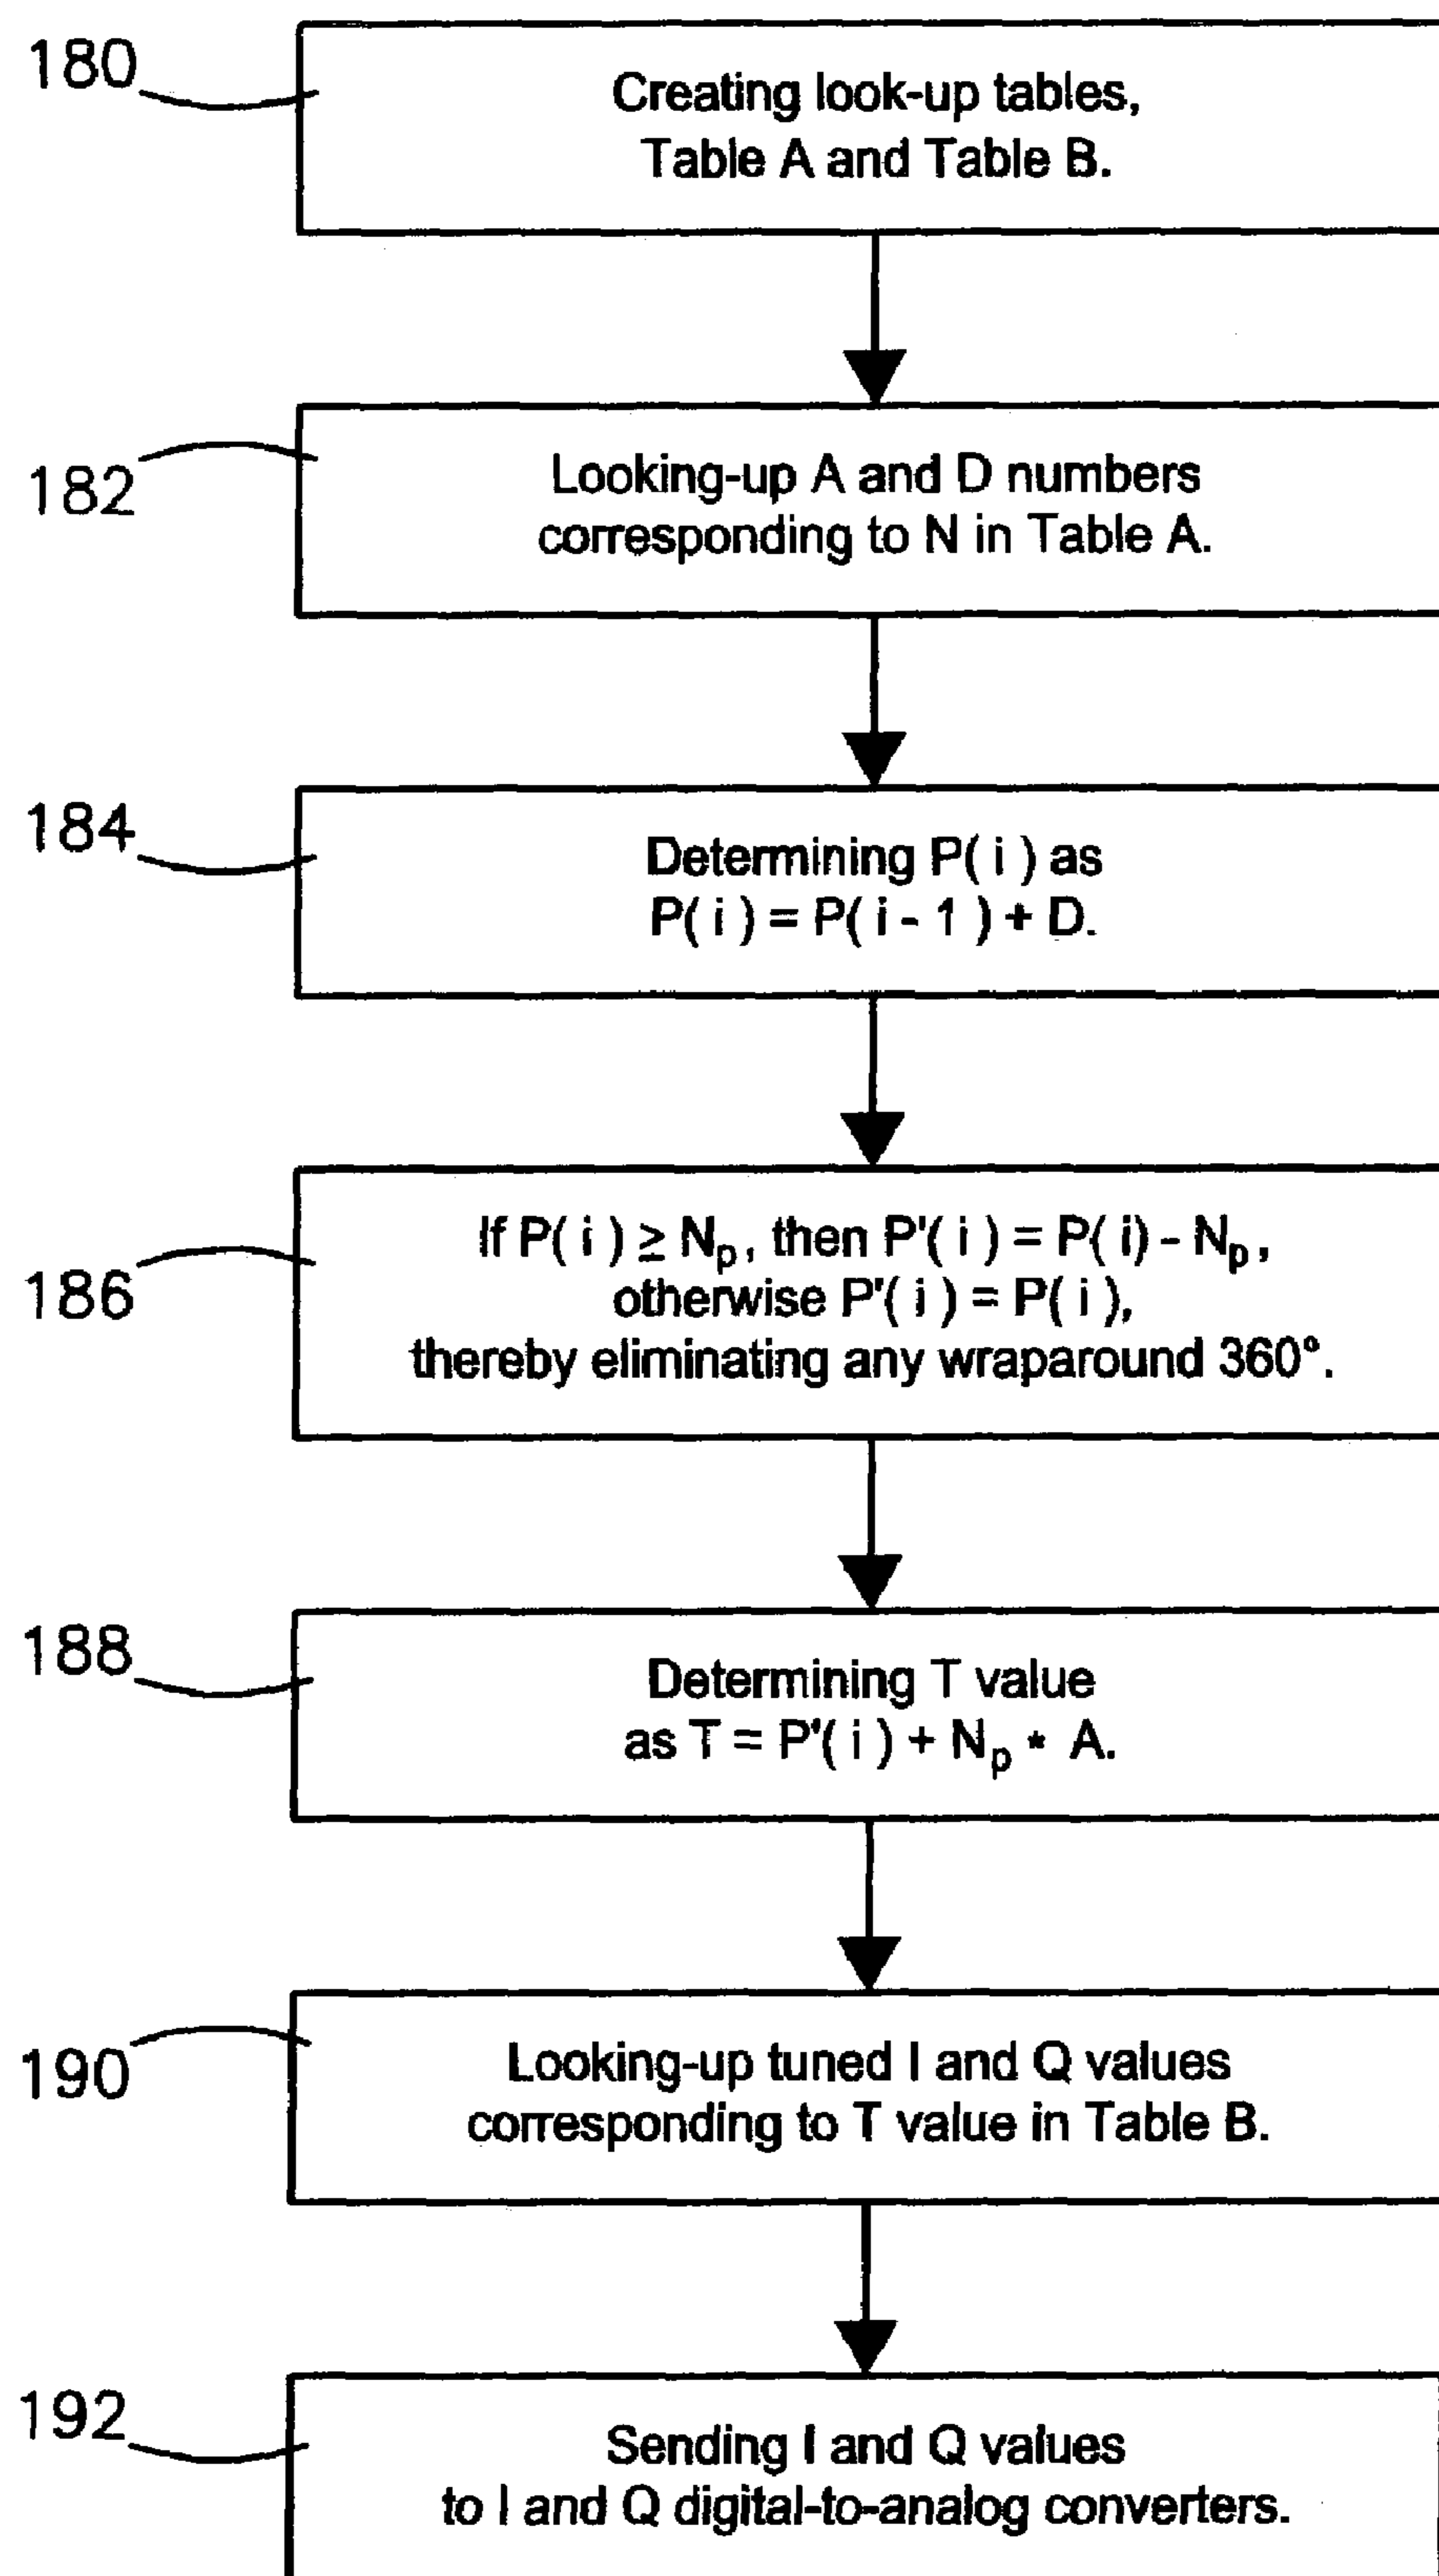 180
Creating look-up tables,
Table A and Table B.
182
Looking-up A and D numbers
corresponding to N in Table A.
184
Determining P( i ) as
P( i ) = P( i - 1 ) + D.
186
If P( i ) ≥ Np, then P'( i ) = P( i) - Np,
otherwise P'( i ) = P( i ),
thereby eliminating any wraparound 360°.
188
Determining T value
as T = P'( i ) + Np * A.
190
Looking-up tuned I and Q values
corresponding to T value in Table B.
192
Sending I and Q values
to I and Q digital-to-analog converters.